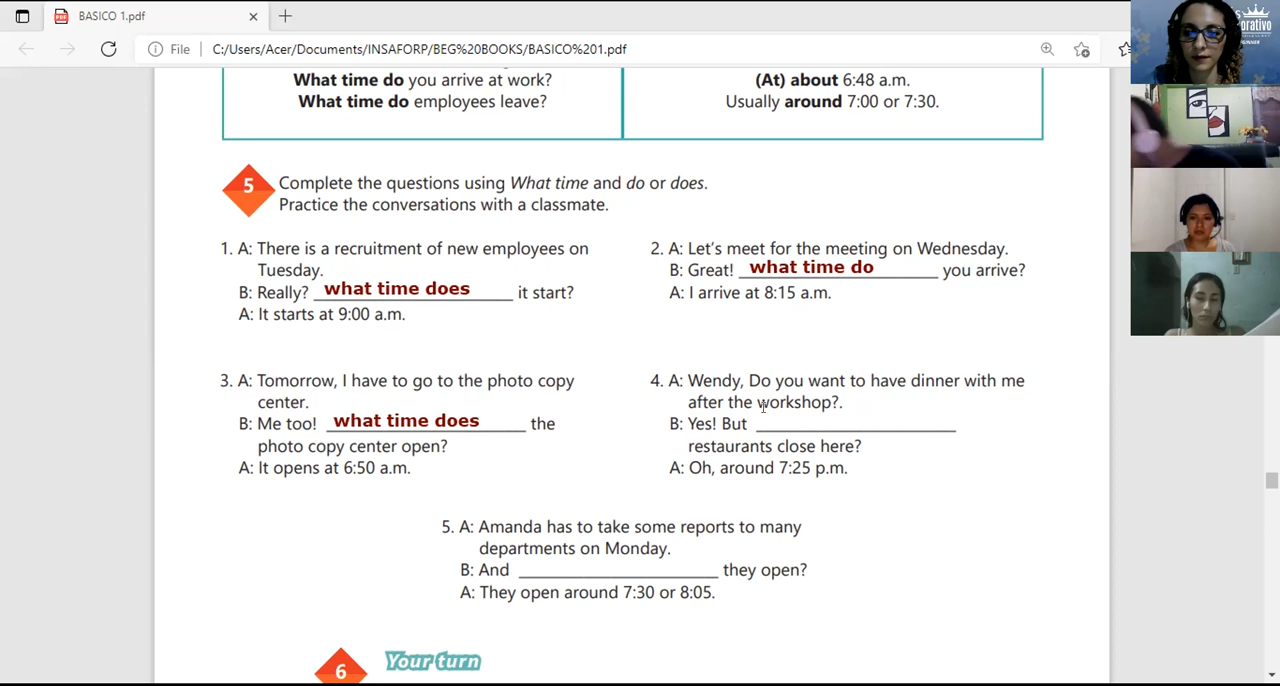 BASICO 1.pdf
File C:/Users/Acer/Documents/INSAFORP/BEG%20BOOKS/BASICO%201.pdf
What time do you arrive at work?
What time do employees leave?
(At) about 6:48 a.m.
Usually around 7:00 or 7:30.
5
Complete the questions using What time and do or does.
Practice the conversations with a classmate.
1. A: There is a recruitment of new employees on
Tuesday.
B: Really? what time does it start?
A: It starts at 9:00 a.m.
2. A: Let's meet for the meeting on Wednesday.
B: Great! what time do you arrive?
A: I arrive at 8:15 a.m.
3. A: Tomorrow, I have to go to the photo copy
center.
B: Me too! what time does the
photo copy center open?
A: It opens at 6:50 a.m.
4. A: Wendy, Do you want to have dinner with me
after the workshop?.
B: Yes! But ____________________
restaurants close here?
A: Oh, around 7:25 p.m.
5. A: Amanda has to take some reports to many
departments on Monday.
B: And ____________________ they open?
A: They open around 7:30 or 8:05.
6
Your turn